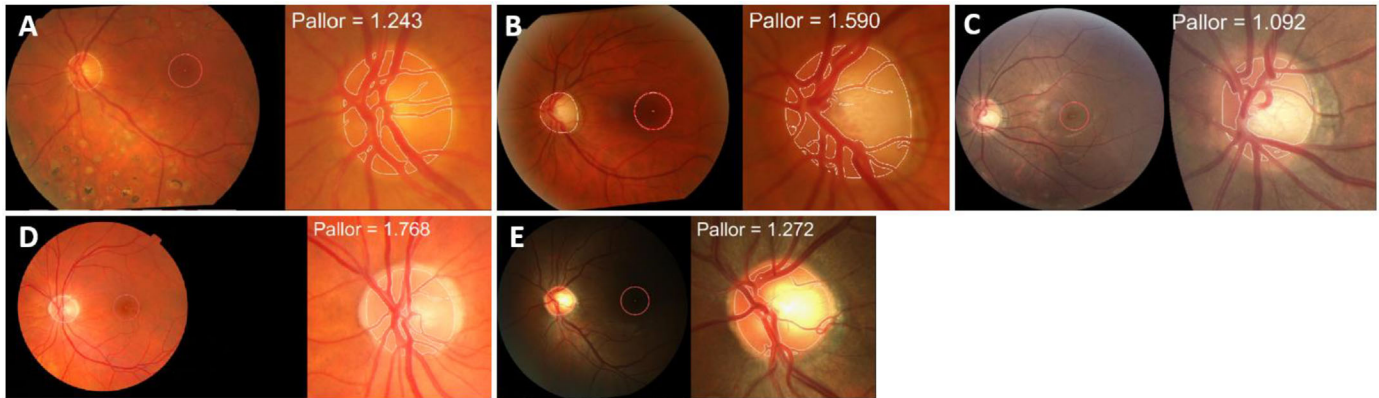 A
Pallor = 1.243
B
Pallor = 1.590
C
Pallor = 1.092
D
Pallor = 1.768
E
Pallor = 1.272